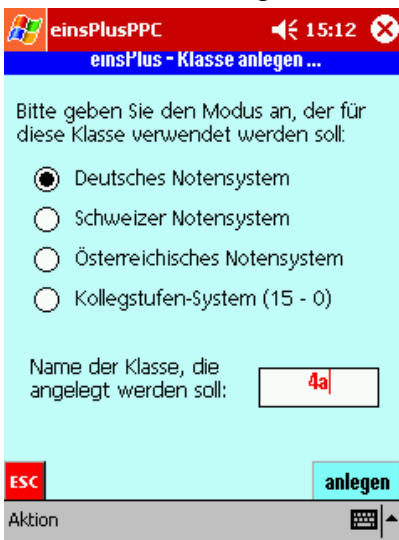 einsPlusPPC 15:12
einsPlus - Klasse anlegen ...
Bitte geben Sie den Modus an, der für
diese Klasse verwendet werden soll:
Deutsches Notensystem
Schweizer Notensystem
Österreichisches Notensystem
Kollegstufen-System (15 - 0)
Name der Klasse, die
angelegt werden soll:
4a
ESC anlegen
Aktion